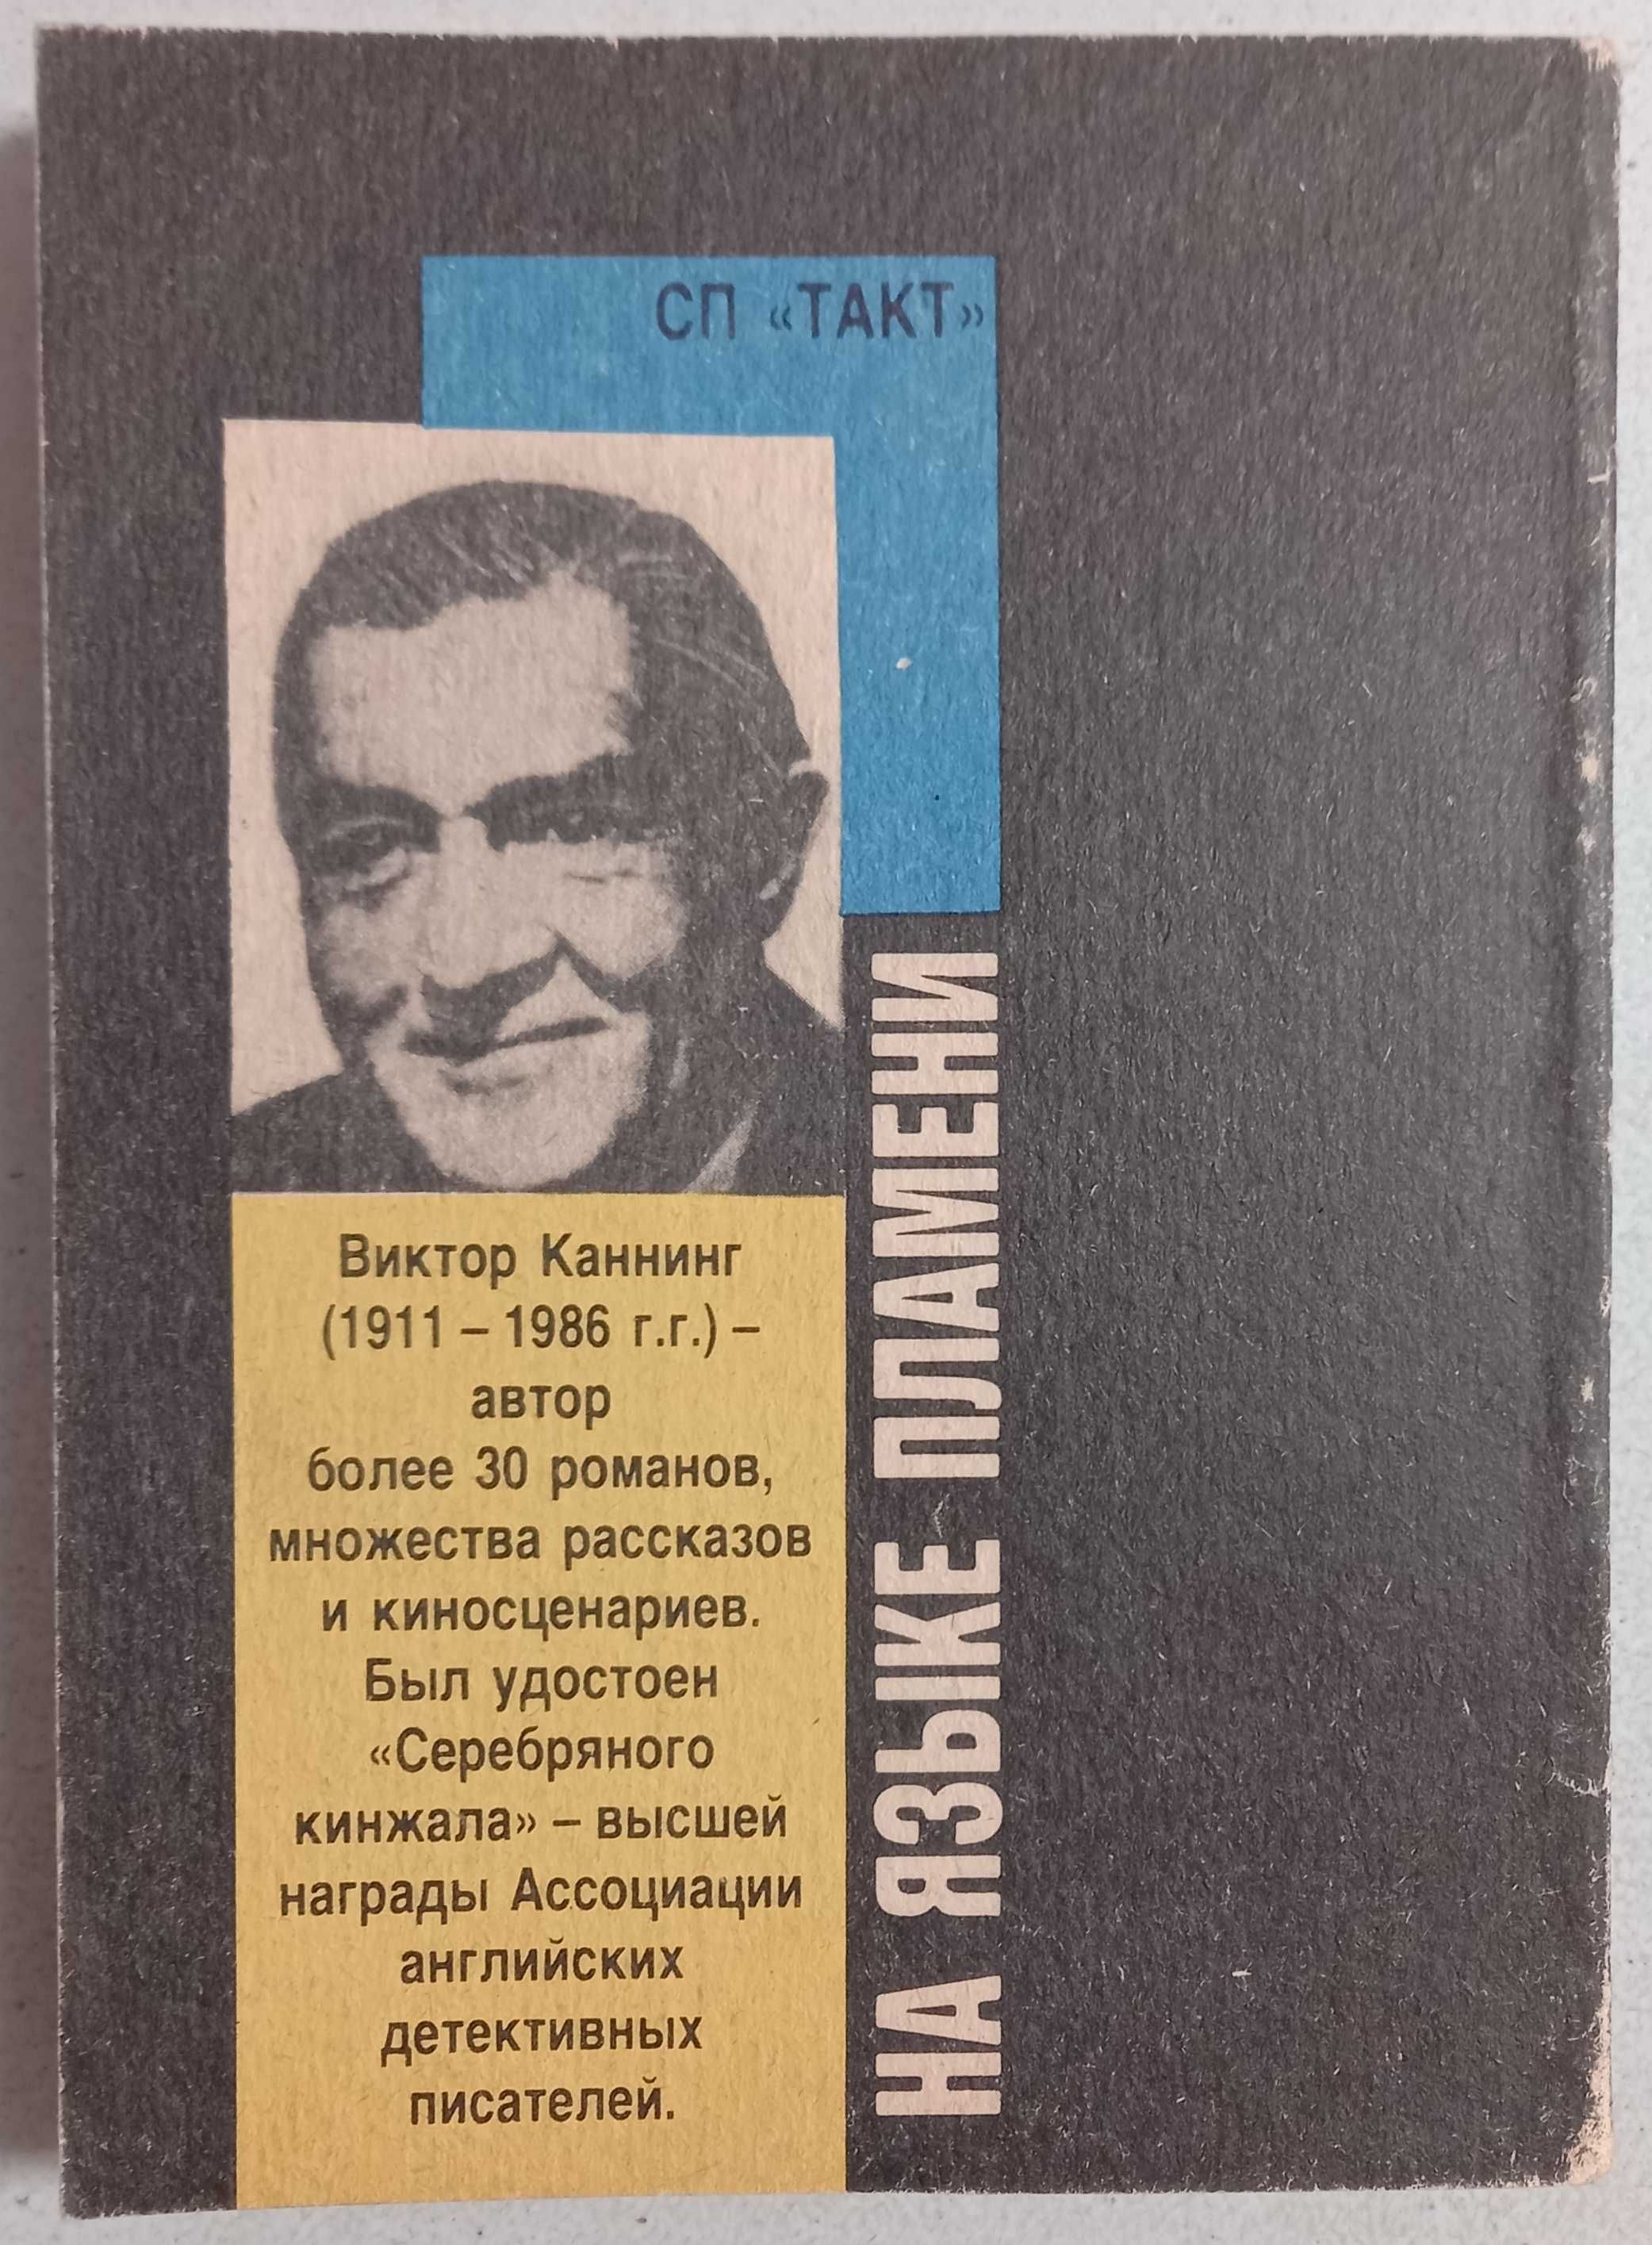 СП «ТАКТ»
Виктор Каннинг
(1911 – 1986 г.г.) –
автор
более 30 романов,
множества рассказов
и киносценариев.
Был удостоен
«Серебряного
кинжала» – высшей
награды Ассоциации
английских
детективных
писателей.
НА ЯЗЫКЕ ПЛАМЕНИ